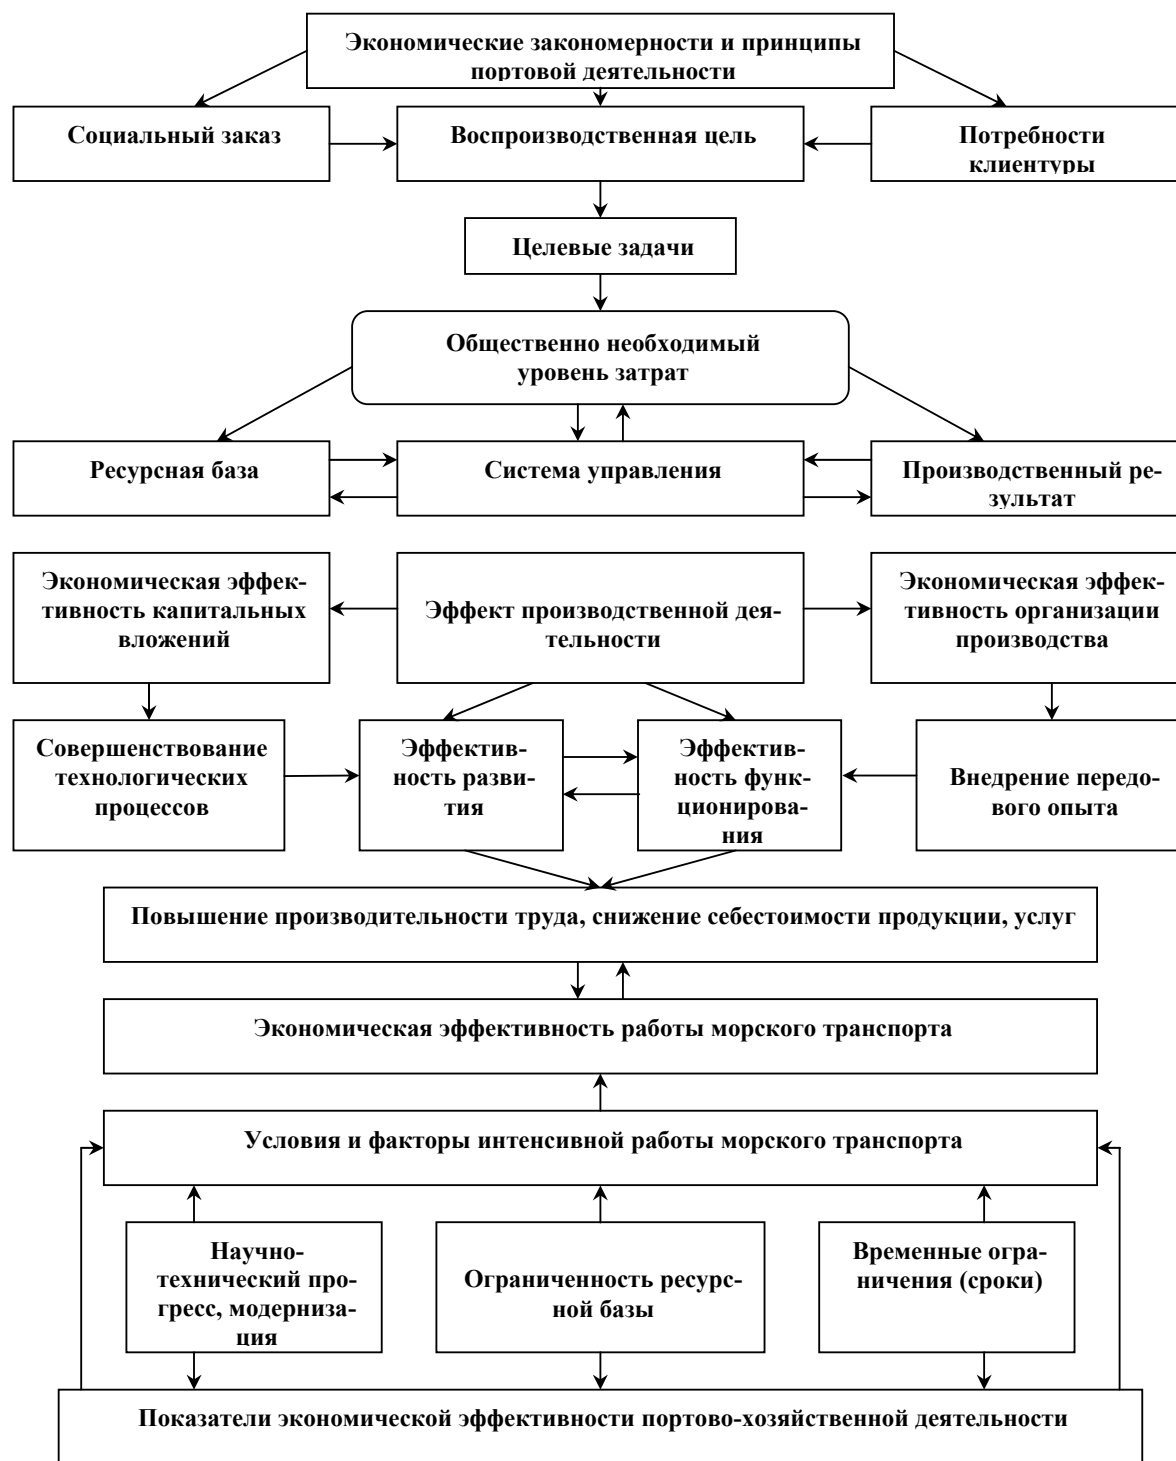 Экономические закономерности и принципы
портовой деятельности
Социальный заказ
Воспроизводственная цель
Потребности
клиентуры
Целевые задачи
Общественно необходимый
уровень затрат
Ресурсная база
Система управления
Производственный ре-
зультат
Экономическая эффек-
тивность капитальных
вложений
Эффект производственной дея-
тельности
Экономическая эффек-
тивность организации
производства
Совершенствование
технологических
процессов
Эффектив-
ность разви-
тия
Эффектив-
ность функ-
ционирова-
ния
Внедрение передо-
вого опыта
Повышение производительности труда, снижение себестоимости продукции, услуг
Экономическая эффективность работы морского транспорта
Условия и факторы интенсивной работы морского транспорта
Научно-
технический про-
гресс, модерниза-
ция
Ограниченность ресурс-
ной базы
Временные огра-
ничения (сроки)
Показатели экономической эффективности портово-хозяйственной деятельности